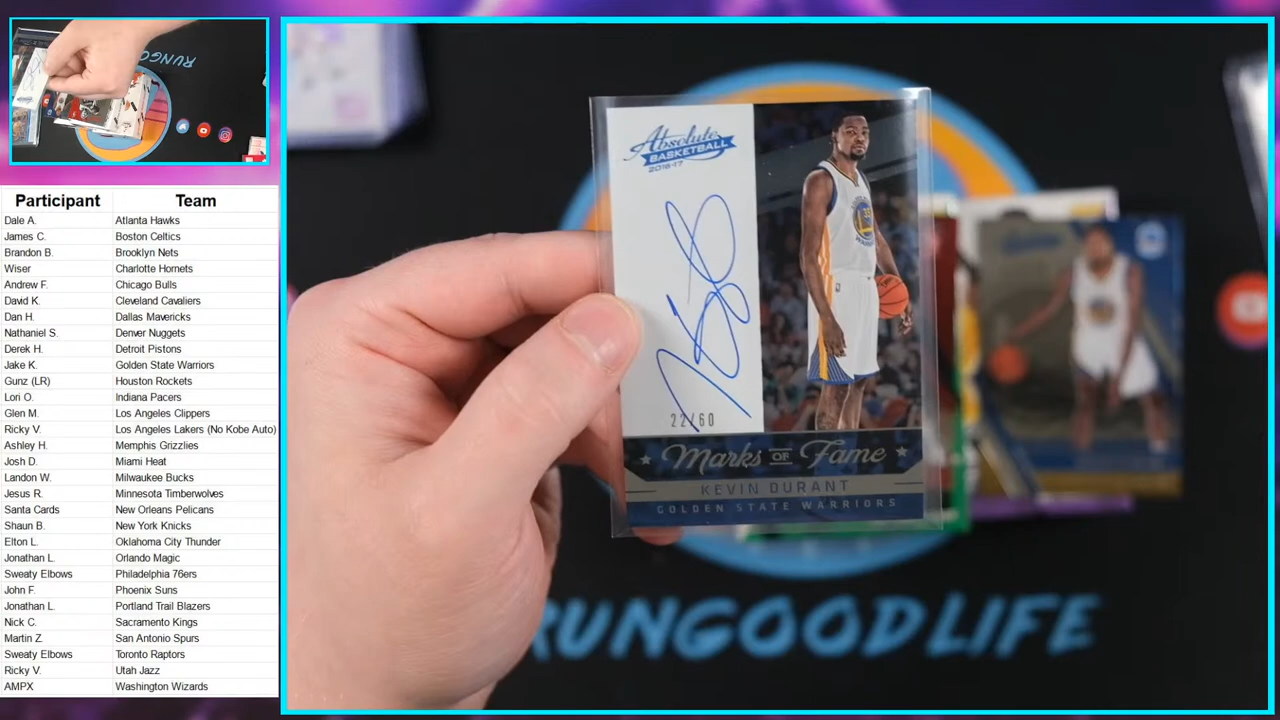 RUNGOOD
Participant Team
Dale A. Atlanta Hawks
James C. Boston Celtics
Brandon B. Brooklyn Nets
Wiser Charlotte Hornets
Andrew F. Chicago Bulls
David K. Cleveland Cavaliers
Dan H. Dallas Mavericks
Nathaniel S. Denver Nuggets
Derek H. Detroit Pistons
Jake K. Golden State Warriors
Gunz (LR) Houston Rockets
Lori O. Indiana Pacers
Glen M. Los Angeles Clippers
Ricky V. Los Angeles Lakers (No Kobe Auto)
Ashley H. Memphis Grizzlies
Josh D. Miami Heat
Landon W. Milwaukee Bucks
Jesus R. Minnesota Timberwolves
Santa Cards New Orleans Pelicans
Shaun B. New York Knicks
Elton L. Oklahoma City Thunder
Jonathan L. Orlando Magic
Sweaty Elbows Philadelphia 76ers
John F. Phoenix Suns
Jonathan L. Portland Trail Blazers
Nick C. Sacramento Kings
Martin Z. San Antonio Spurs
Sweaty Elbows Toronto Raptors
Ricky V. Utah Jazz
AMPX Washington Wizards
Absolute
BASKETBALL
2016-17
22/60
Marks OF Fame
KEVIN DURANT
GOLDEN STATE WARRIORS
RUNGOOD LIFE